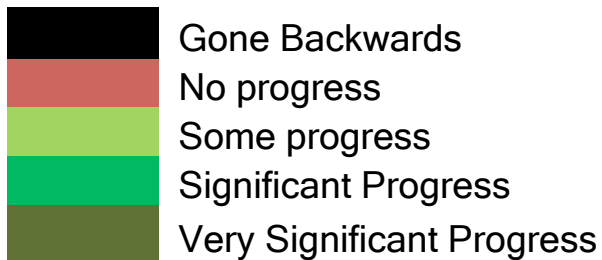 Gone Backwards
No progress
Some progress
Significant Progress
Very Significant Progress